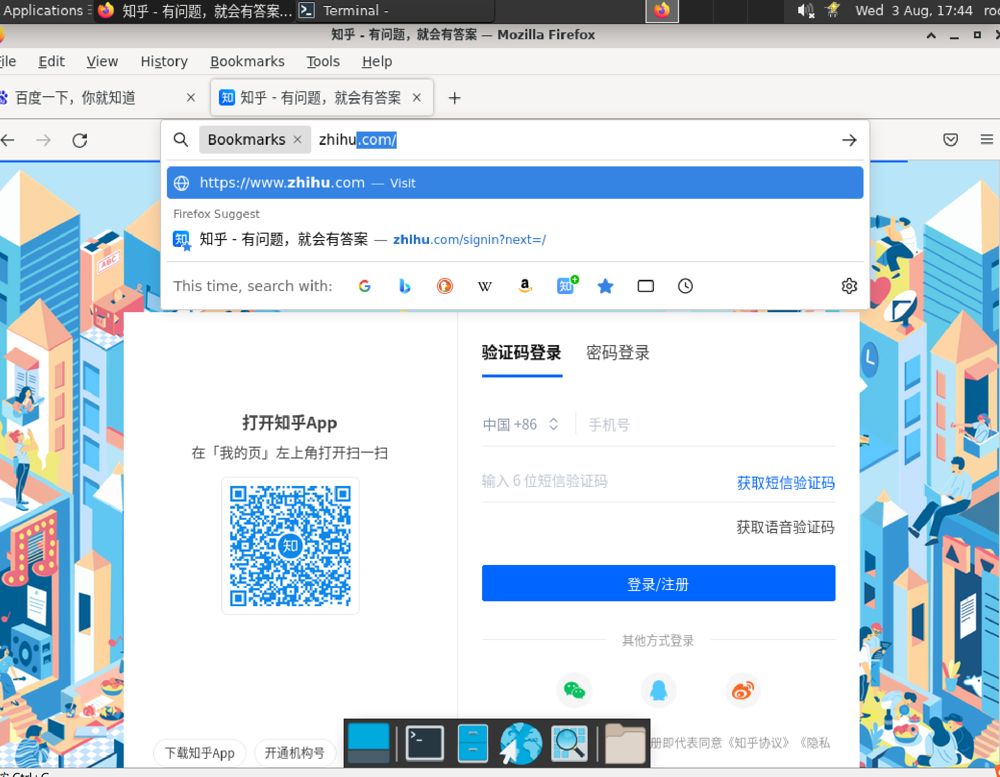 Applications
知乎 - 有问题，就会有答案...
Terminal -
Wed 3 Aug, 17:44
知乎 - 有问题，就会有答案 — Mozilla Firefox
File Edit View History Bookmarks Tools Help
百度一下，你就知道
知 知乎 - 有问题，就会有答案
Bookmarks zhihu.com/
https://www.zhihu.com — Visit
Firefox Suggest
知 知乎 - 有问题，就会有答案 — zhihu.com/signin?next=/
This time, search with: G b W a 知
ABC
验证码登录 密码登录
打开知乎App
在「我的页」左上角打开扫一扫
知
中国 +86 手机号
输入 6 位短信验证码 获取短信验证码
获取语音验证码
登录/注册
其他方式登录
下载知乎App 开通机构号
册即代表同意《知乎协议》《隐私